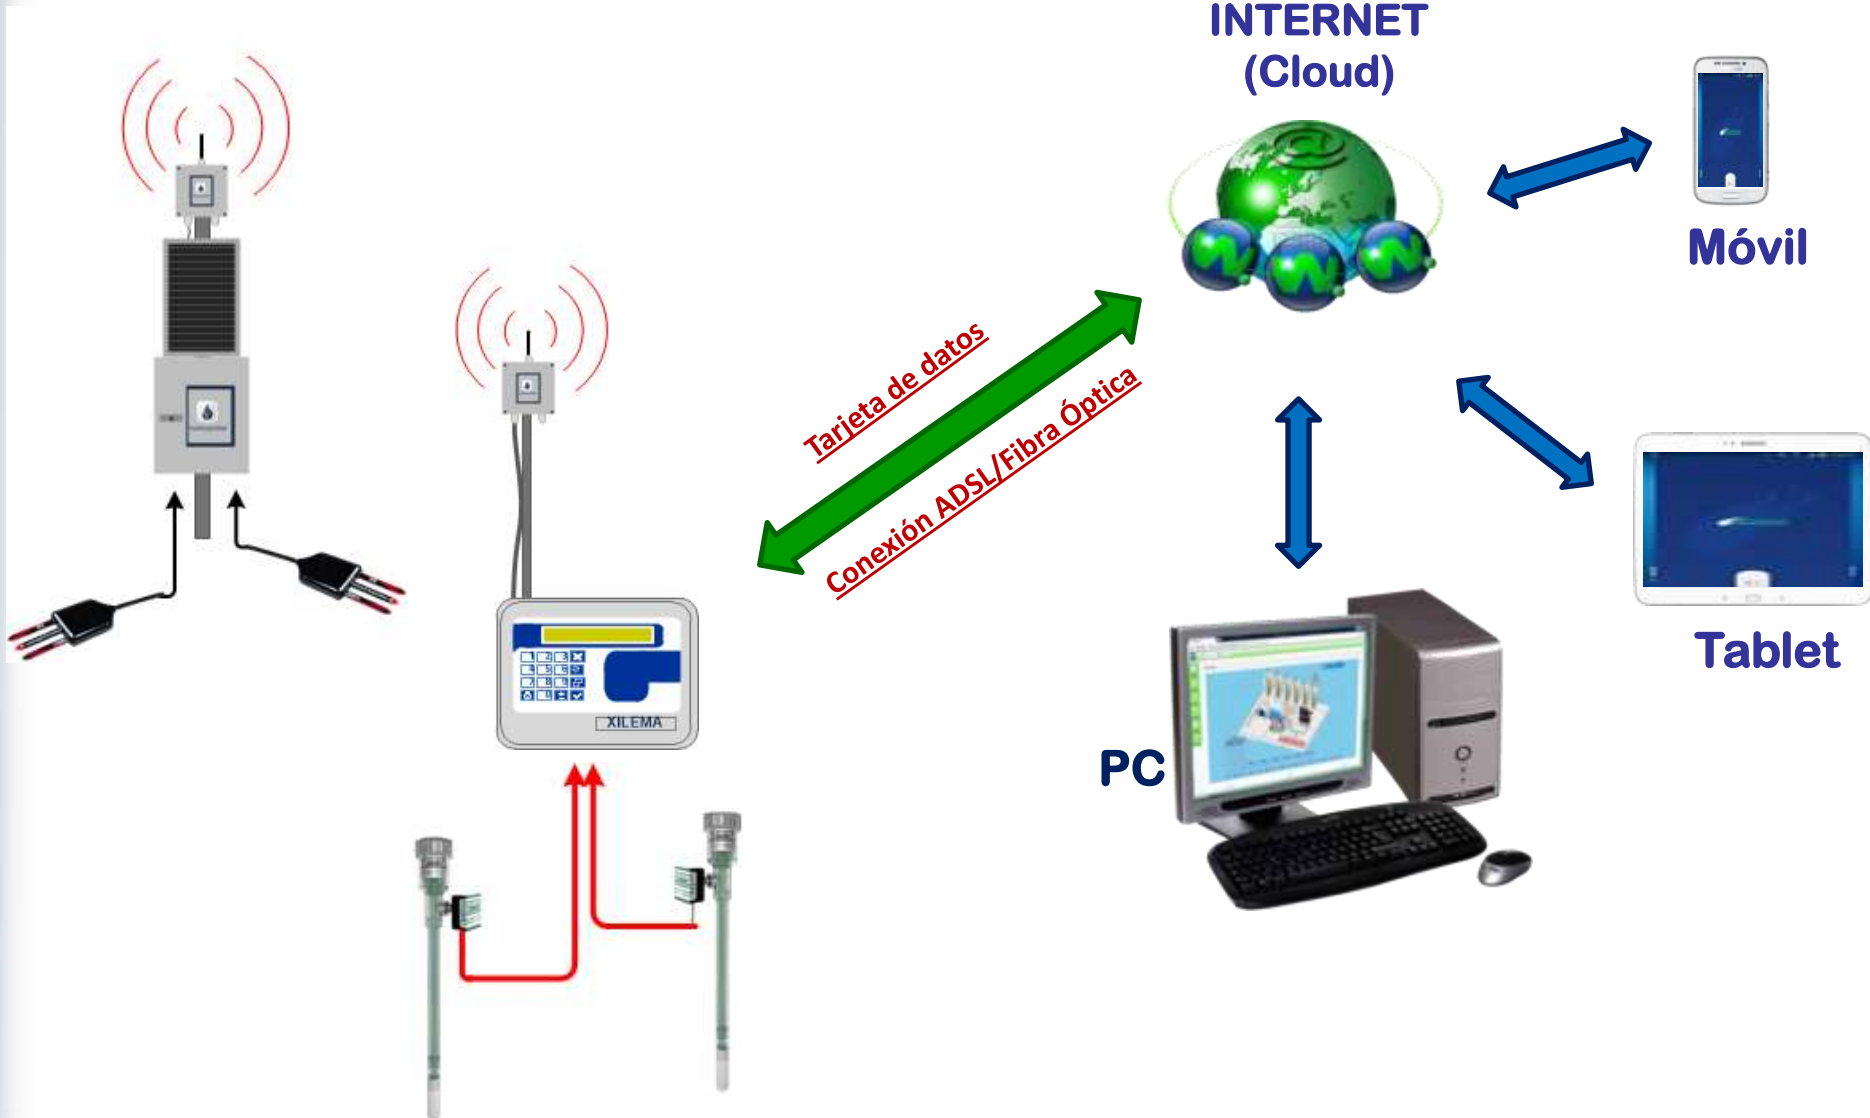 INTERNET
(Cloud)
Móvil
Tarjeta de datos
Conexión ADSL/Fibra Óptica
Tablet
XILEMA
PC